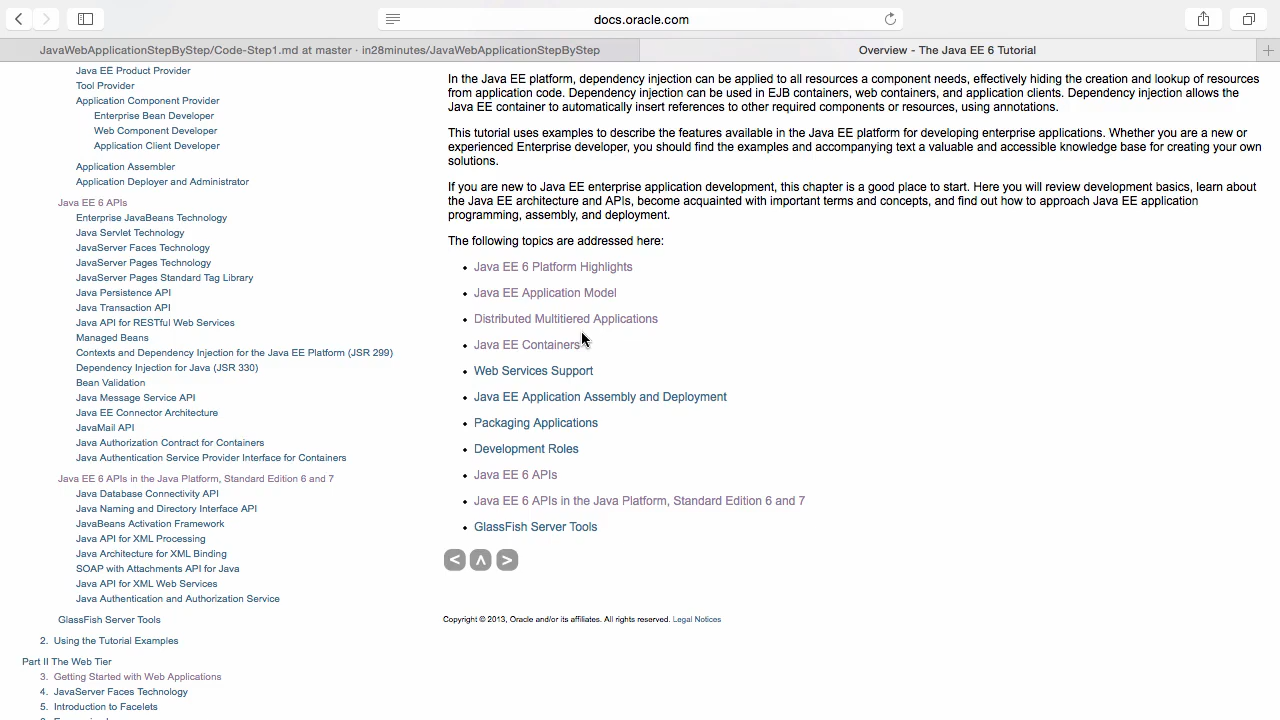 docs.oracle.com
JavaWebApplicationStepByStep/Code-Step1.md at master · in28minutes/JavaWebApplicationStepByStep
Overview - The Java EE 6 Tutorial
Java EE Product Provider
Tool Provider
Application Component Provider
Enterprise Bean Developer
Web Component Developer
Application Client Developer
Application Assembler
Application Deployer and Administrator
Java EE 6 APIs
Enterprise JavaBeans Technology
Java Servlet Technology
JavaServer Faces Technology
JavaServer Pages Technology
JavaServer Pages Standard Tag Library
Java Persistence API
Java Transaction API
Java API for RESTful Web Services
Managed Beans
Contexts and Dependency Injection for the Java EE Platform (JSR 299)
Dependency Injection for Java (JSR 330)
Bean Validation
Java Message Service API
Java EE Connector Architecture
JavaMail API
Java Authorization Contract for Containers
Java Authentication Service Provider Interface for Containers
Java EE 6 APIs in the Java Platform, Standard Edition 6 and 7
Java Database Connectivity API
Java Naming and Directory Interface API
JavaBeans Activation Framework
Java API for XML Processing
Java Architecture for XML Binding
SOAP with Attachments API for Java
Java API for XML Web Services
Java Authentication and Authorization Service
GlassFish Server Tools
2. Using the Tutorial Examples
Part II The Web Tier
3. Getting Started with Web Applications
4. JavaServer Faces Technology
5. Introduction to Facelets
In the Java EE platform, dependency injection can be applied to all resources a component needs, effectively hiding the creation and lookup of resources
from application code. Dependency injection can be used in EJB containers, web containers, and application clients. Dependency injection allows the
Java EE container to automatically insert references to other required components or resources, using annotations.
This tutorial uses examples to describe the features available in the Java EE platform for developing enterprise applications. Whether you are a new or
experienced Enterprise developer, you should find the examples and accompanying text a valuable and accessible knowledge base for creating your own
solutions.
If you are new to Java EE enterprise application development, this chapter is a good place to start. Here you will review development basics, learn about
the Java EE architecture and APIs, become acquainted with important terms and concepts, and find out how to approach Java EE application
programming, assembly, and deployment.
The following topics are addressed here:
• Java EE 6 Platform Highlights
• Java EE Application Model
• Distributed Multitiered Applications
• Java EE Containers
• Web Services Support
• Java EE Application Assembly and Deployment
• Packaging Applications
• Development Roles
• Java EE 6 APIs
• Java EE 6 APIs in the Java Platform, Standard Edition 6 and 7
• GlassFish Server Tools
Copyright © 2013, Oracle and/or its affiliates. All rights reserved. Legal Notices